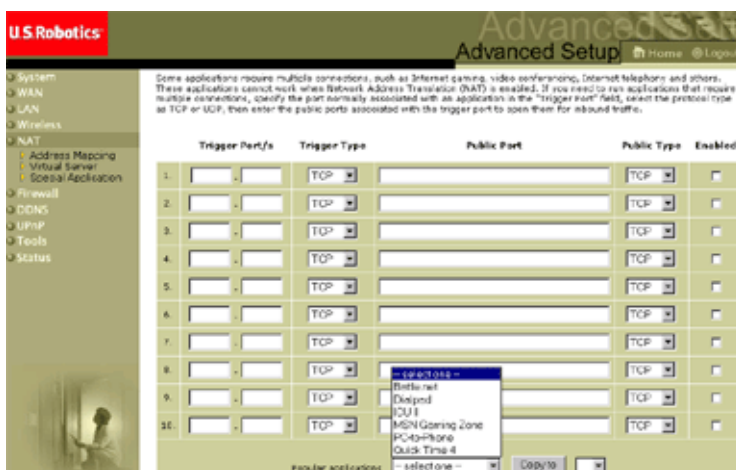 U.S.Robotics
Advanced Setup
Home
Logout
System
WAN
LAN
Wireless
NAT
Address Mapping
Virtual Server
Special Application
Firewall
DDNS
UPnP
Tools
Status
Some applications require multiple connections, such as Internet gaming, video conferencing, Internet telephony and others.
These applications cannot work when Network Address Translation (NAT) is enabled. If you need to run applications that require
multiple connections, specify the port normally associated with an application in the "Trigger Port" field, select the protocol type
as TCP or UDP, then enter the public ports associated with the trigger port to open them for inbound traffic.
Trigger Port/s Trigger Type Public Port Public Type Enabled
1. - TCP TCP
2. - TCP TCP
3. - TCP TCP
4. - TCP TCP
5. - TCP TCP
6. - TCP TCP
7. - TCP TCP
8. - TCP TCP
9. - TCP TCP
10. - TCP TCP
-- select one --
Battle.net
Dialpad
ICU II
MSN Gaming Zone
PC-to-Phone
Quick Time 4
Popular applications -- select one -- Copy to